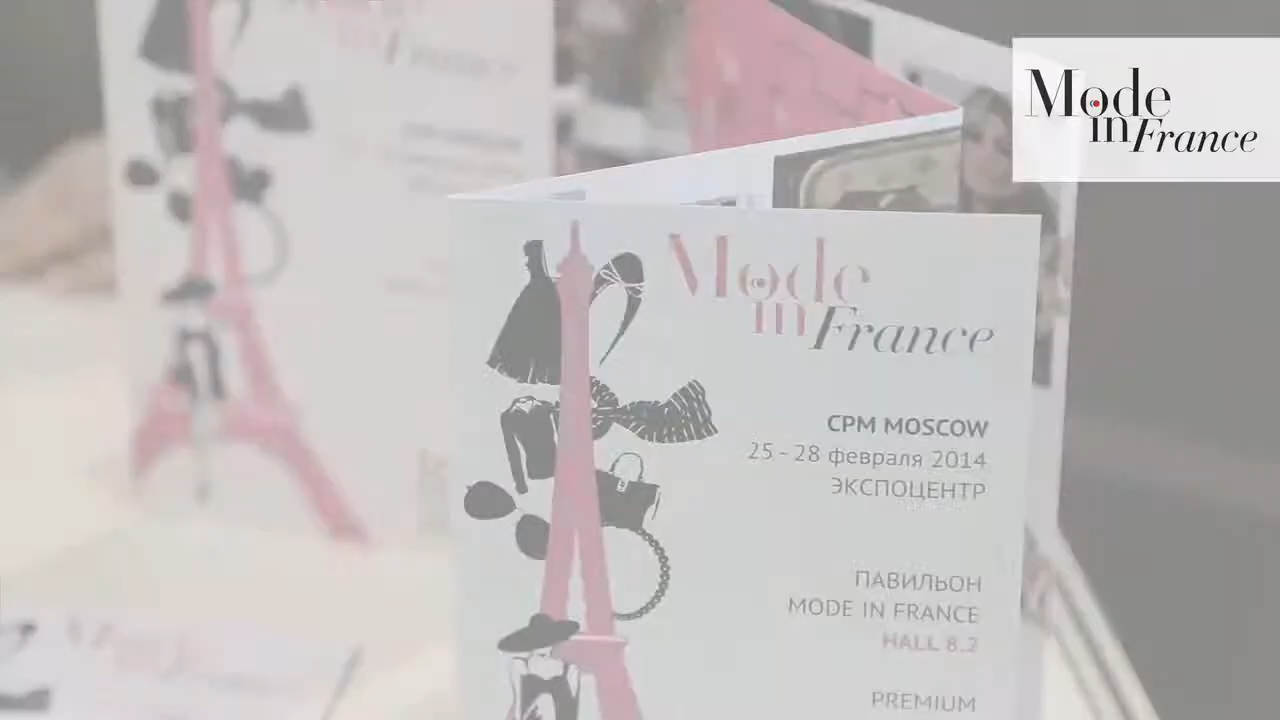 Mode
in France
Mode
in France
CPM MOSCOW
25 - 28 февраля 2014
ЭКСПОЦЕНТР
ПАВИЛЬОН
MODE IN FRANCE
HALL 8.2
PREMIUM